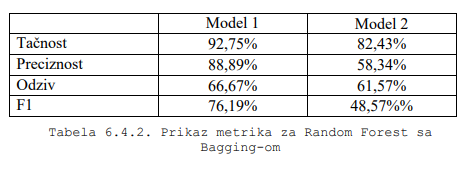 Model 1 Model 2
Tačnost 92,75% 82,43%
Preciznost 88,89% 58,34%
Odziv 66,67% 61,57%
F1 76,19% 48,57%%
Tabela 6.4.2. Prikaz metrika za Random Forest sa
Bagging-om